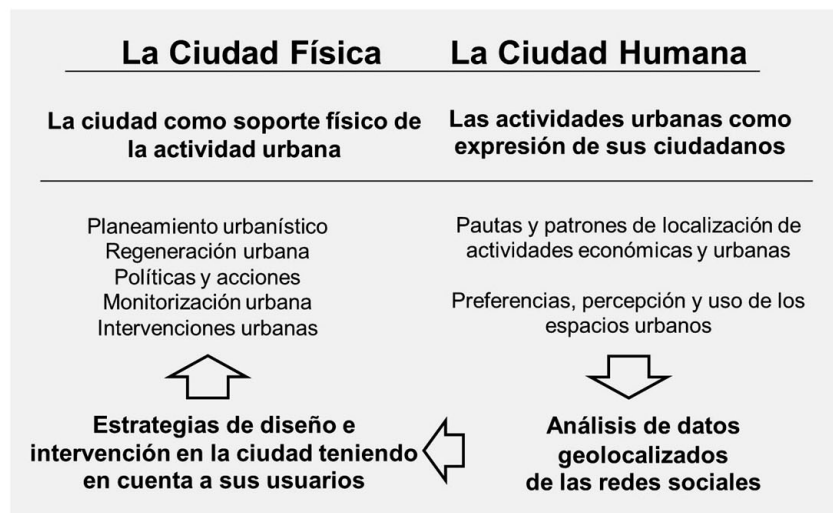 La Ciudad Física
La Ciudad Humana
La ciudad como soporte físico de
la actividad urbana
Las actividades urbanas como
expresión de sus ciudadanos
Planeamiento urbanístico
Regeneración urbana
Políticas y acciones
Monitorización urbana
Intervenciones urbanas
Pautas y patrones de localización de
actividades económicas y urbanas
Preferencias, percepción y uso de los
espacios urbanos
Estrategias de diseño e
intervención en la ciudad teniendo
en cuenta a sus usuarios
Análisis de datos
geolocalizados
de las redes sociales